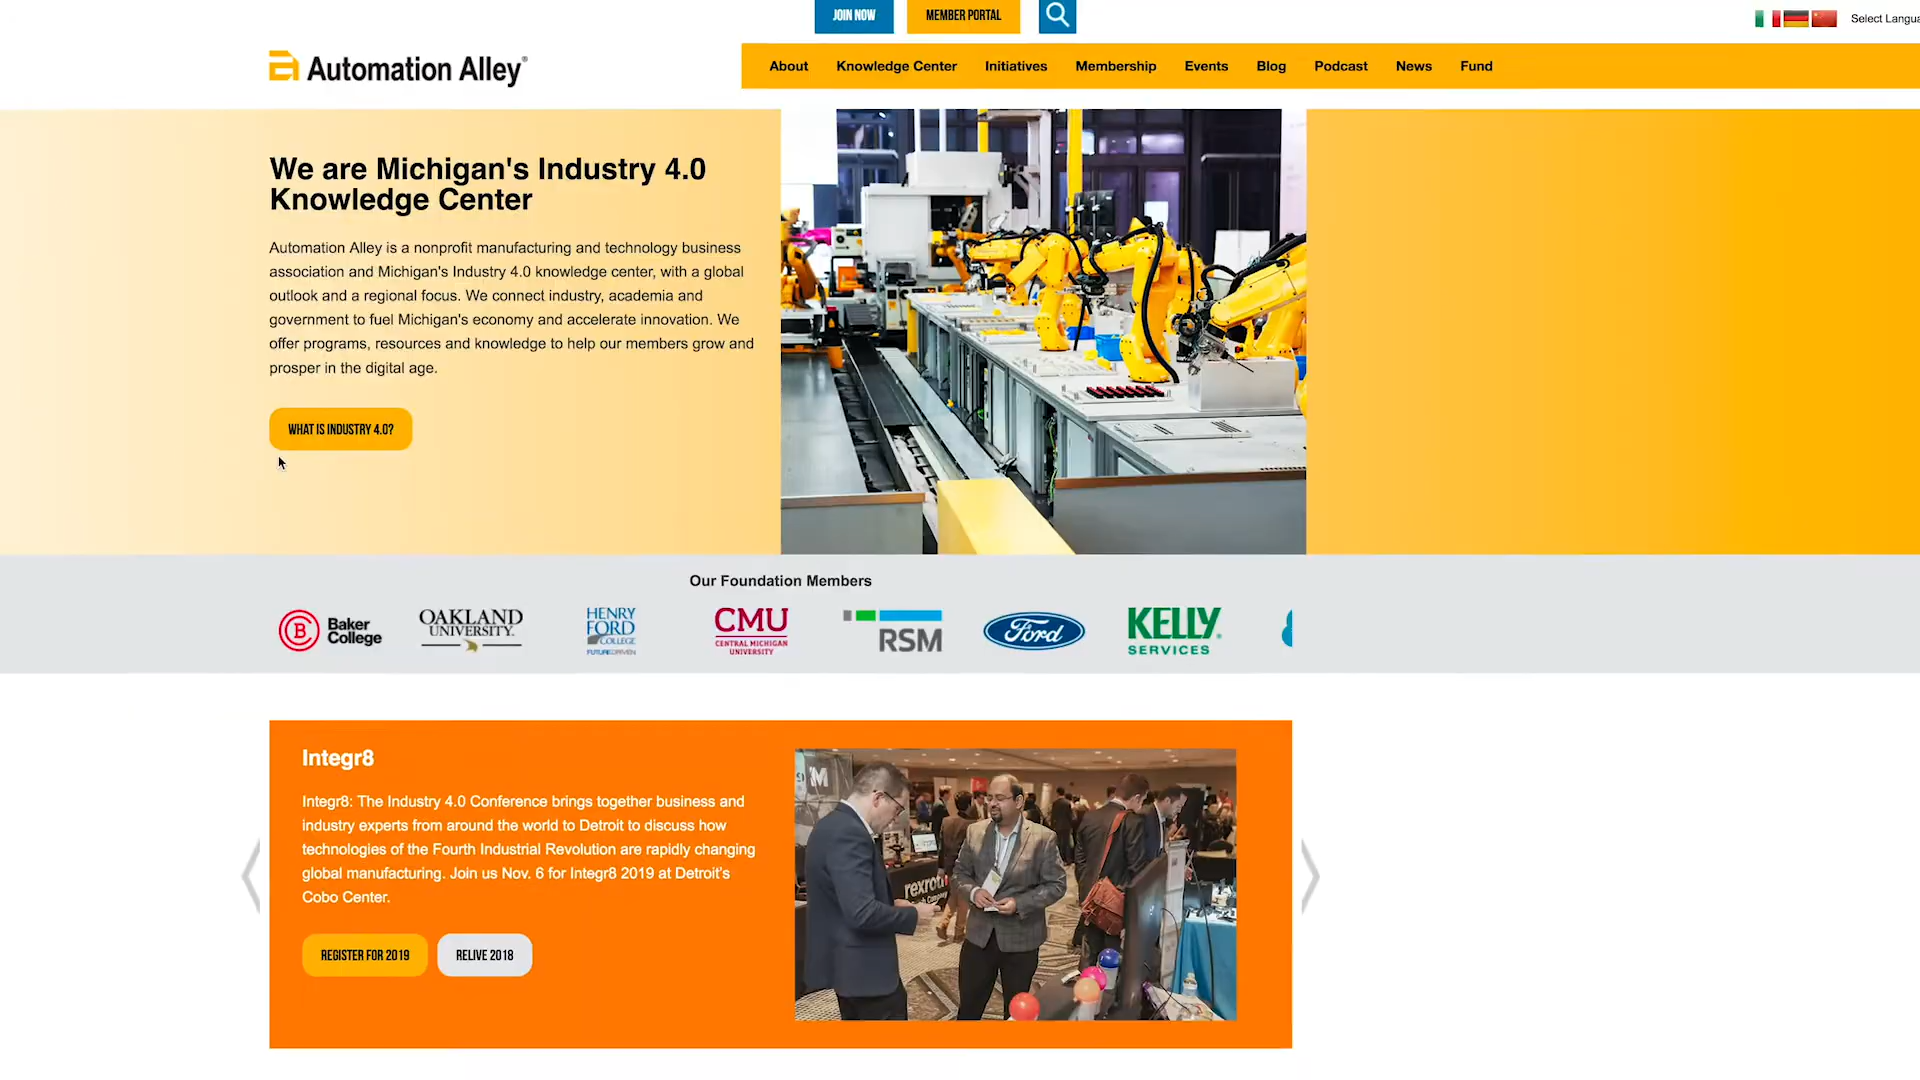 JOIN NOW
MEMBER PORTAL
Automation Alley®
About
Knowledge Center
Initiatives
Membership
Events
Blog
Podcast
News
Fund
We are Michigan's Industry 4.0
Knowledge Center
Automation Alley is a nonprofit manufacturing and technology business
association and Michigan's Industry 4.0 knowledge center, with a global
outlook and a regional focus. We connect industry, academia and
government to fuel Michigan's economy and accelerate innovation. We
offer programs, resources and knowledge to help our members grow and
prosper in the digital age.
WHAT IS INDUSTRY 4.0?
Our Foundation Members
Baker
College
OAKLAND
UNIVERSITY.
HENRY
FORD
COLLEGE
FUTURE DRIVEN
CMU
CENTRAL MICHIGAN
UNIVERSITY
RSM
Ford
KELLY
SERVICES
Integr8
Integr8: The Industry 4.0 Conference brings together business and
industry experts from around the world to Detroit to discuss how
technologies of the Fourth Industrial Revolution are rapidly changing
global manufacturing. Join us Nov. 6 for Integr8 2019 at Detroit's
Cobo Center.
REGISTER FOR 2019
RELIVE 2018